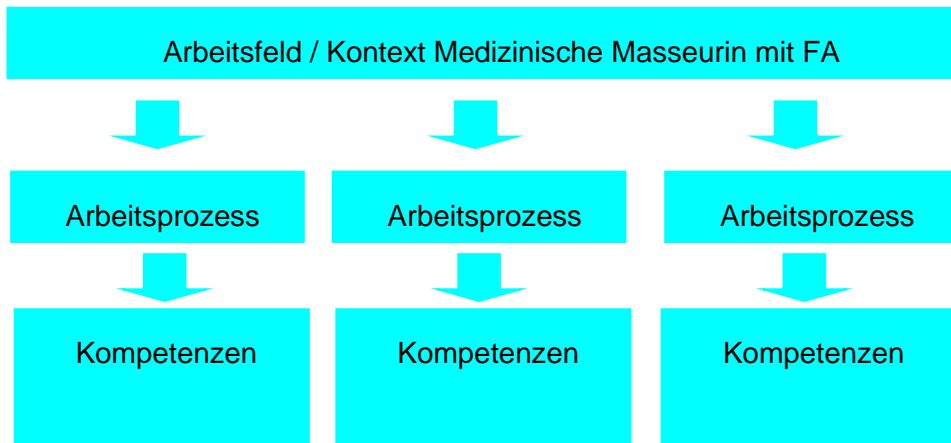 Arbeitsfeld / Kontext Medizinische Masseurin mit FA
Arbeitsprozess Arbeitsprozess Arbeitsprozess
Kompetenzen Kompetenzen Kompetenzen